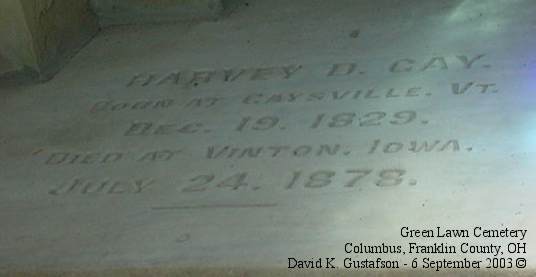 HARVEY D. GAY.
BORN AT GAYSVILLE, VT.
DEC. 19. 1829.
DIED AT VINTON, IOWA.
JULY 24. 1878.
Green Lawn Cemetery
Columbus, Franklin County, OH
David K. Gustafson - 6 September 2003©